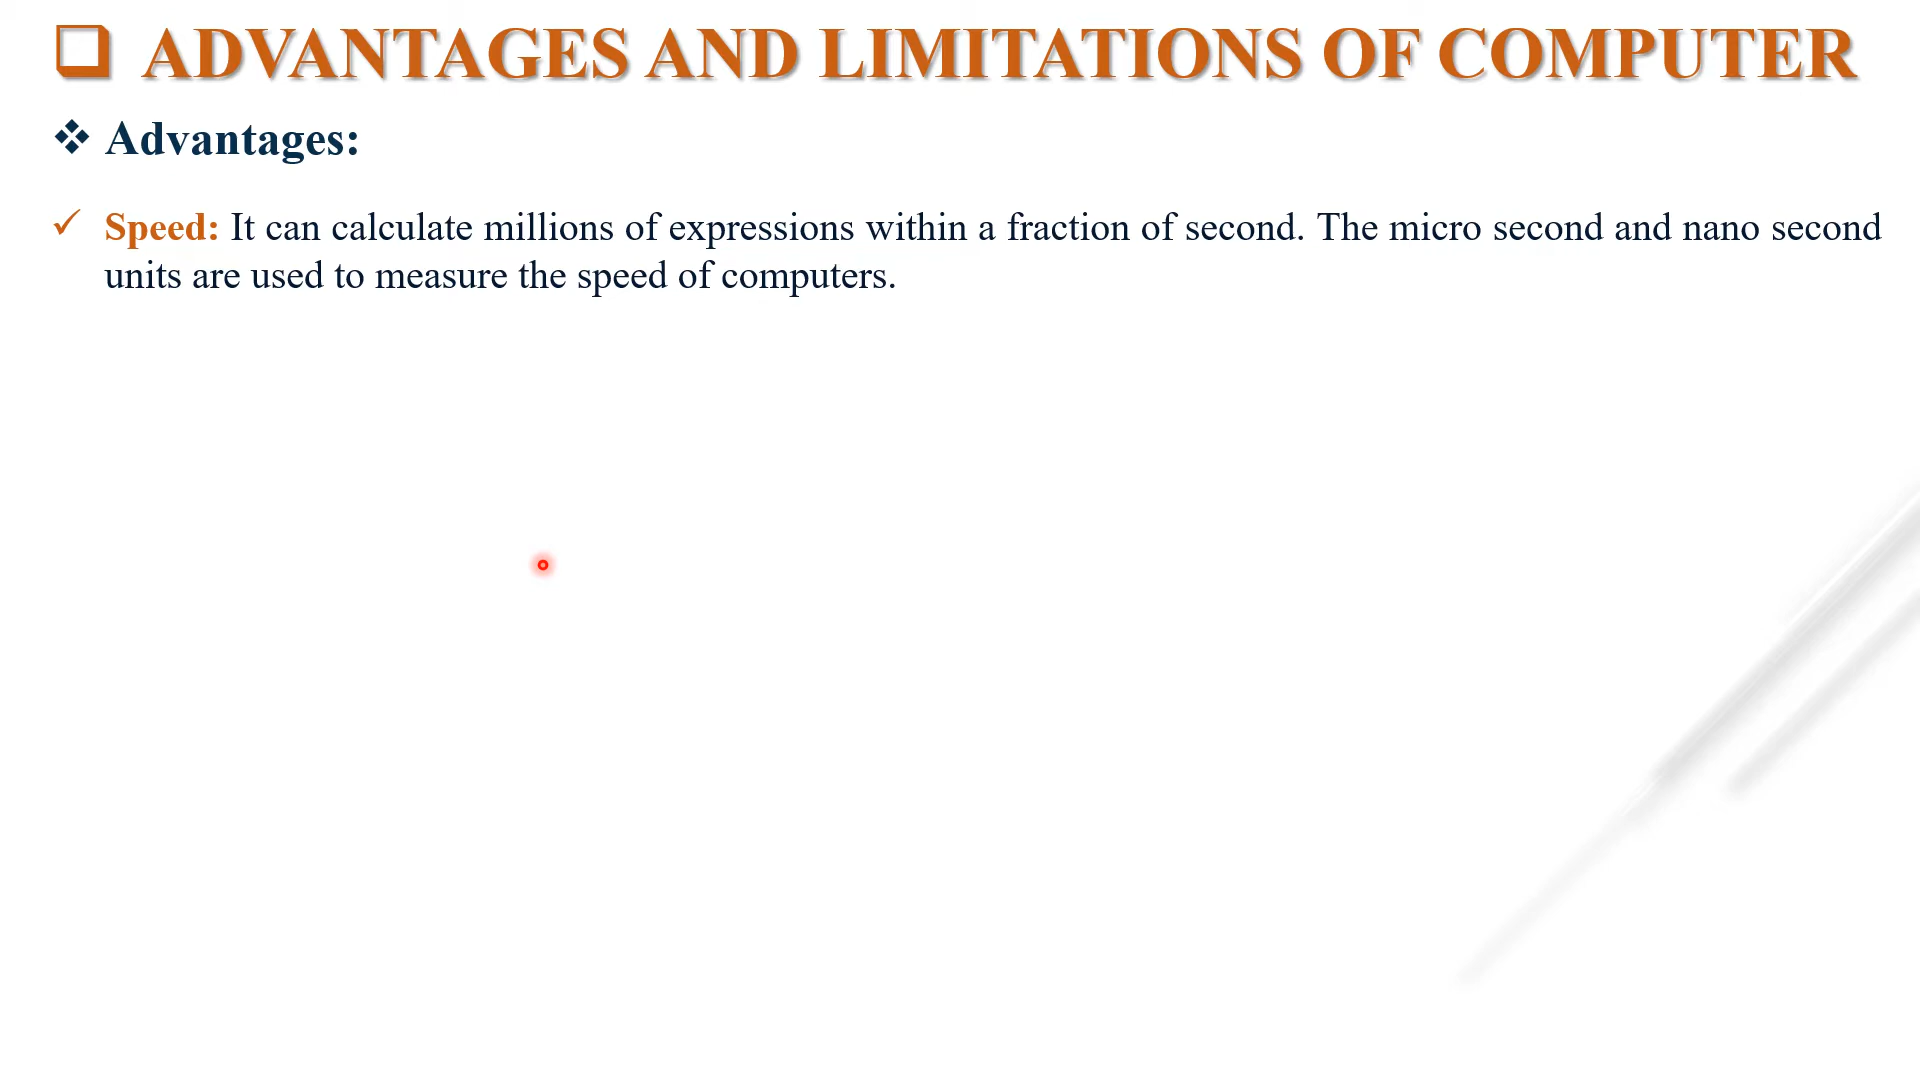 ADVANTAGES AND LIMITATIONS OF COMPUTER
Advantages:
Speed: It can calculate millions of expressions within a fraction of second. The micro second and nano second
units are used to measure the speed of computers.